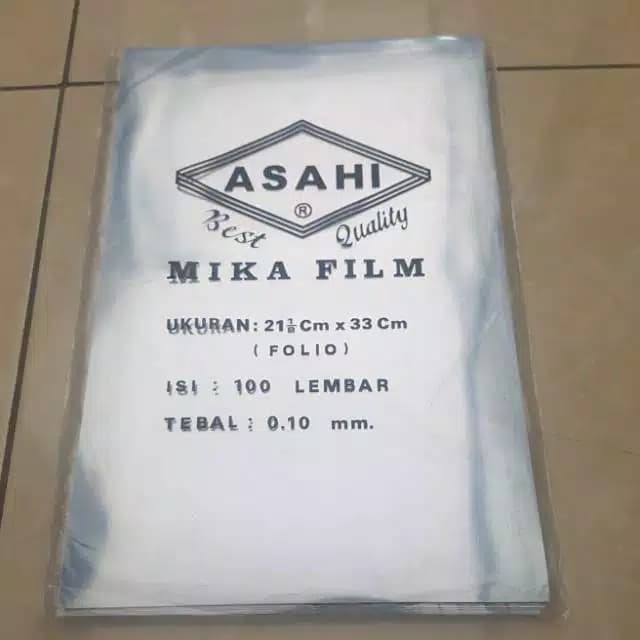 ASAHI
®
Best Quality
MIKA FILM
UKURAN: 21½ Cm x 33 Cm
( FOLIO )
ISI : 100 LEMBAR
TEBAL : 0.10 mm.